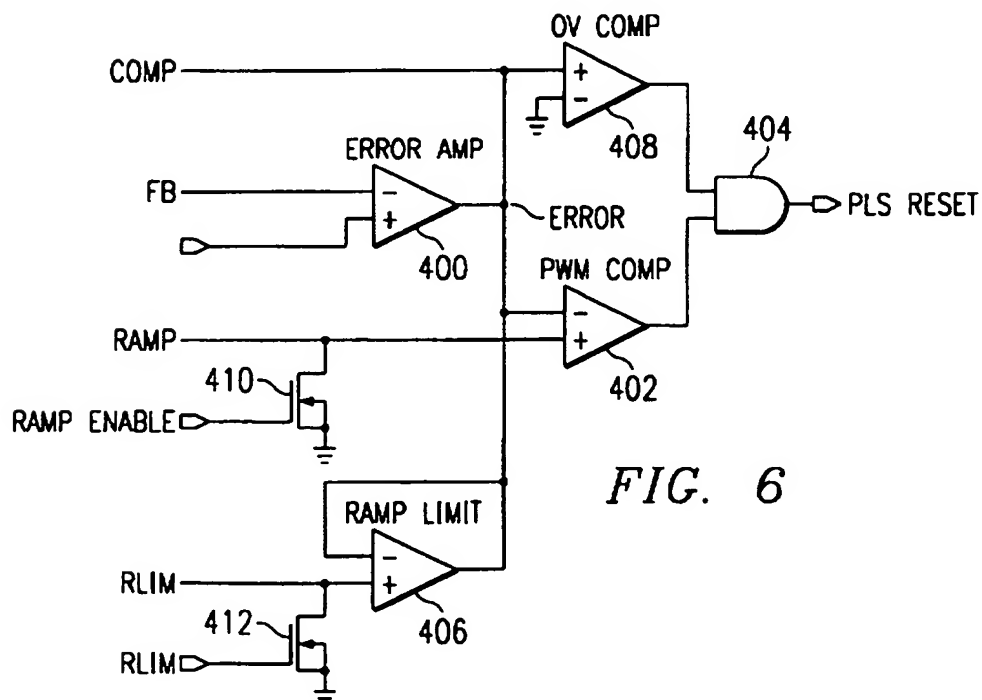 OV COMP
COMP
+
-
408
404
ERROR AMP
FB
-
+
400
ERROR
PLS RESET
PWM COMP
RAMP
-
+
402
410
RAMP ENABLE
FIG. 6
RAMP LIMIT
-
RLIM
+
406
412
RLIM